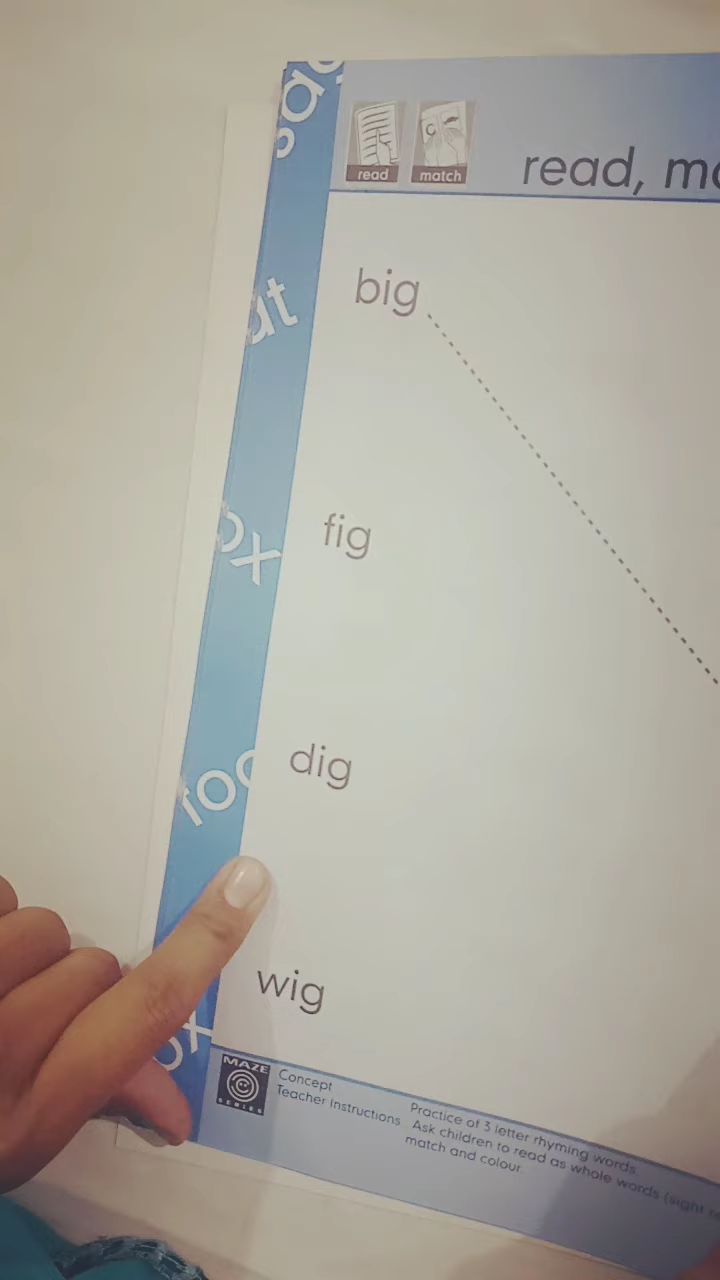 read
match
read,
big
fig
dig
wig
MAZE
SERIES
Concept
Practice of 3 letter rhyming words.
Teacher Instructions
Ask children to read as whole words (sight
match and colour